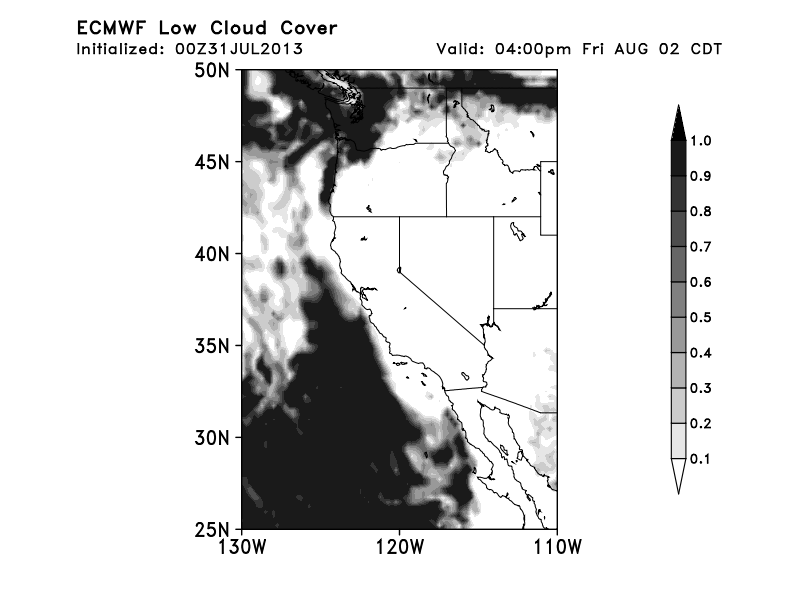 ECMWF Low Cloud Cover
Initialized: 00Z31JUL2013 Valid: 04:00pm Fri AUG 02 CDT
50N
45N
40N
35N
30N
25N
130W 120W 110W
1.0
0.9
0.8
0.7
0.6
0.5
0.4
0.3
0.2
0.1